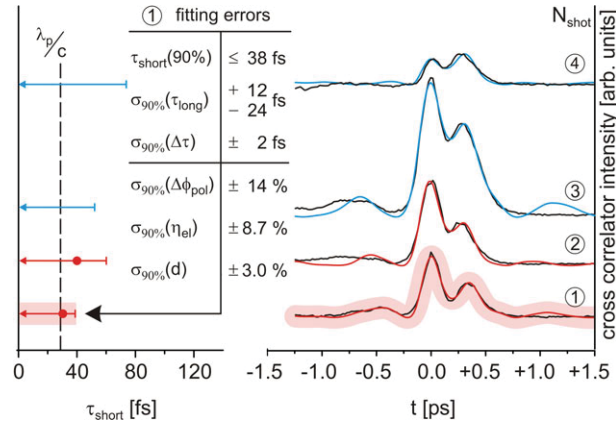 λp/c
① fitting errors
τshort(90%) ≤ 38 fs
σ90%(τlong) + 12 − 24 fs
σ90%(Δτ) ± 2 fs
σ90%(Δϕpol) ± 14 %
σ90%(ηel) ± 8.7 %
σ90%(d) ± 3.0 %
0 40 80 120
τshort [fs]
Nshot
④
③
②
①
-1.5 -1.0 -0.5 0.0 +0.5 +1.0 +1.5
t [ps]
cross correlator intensity [arb. units]